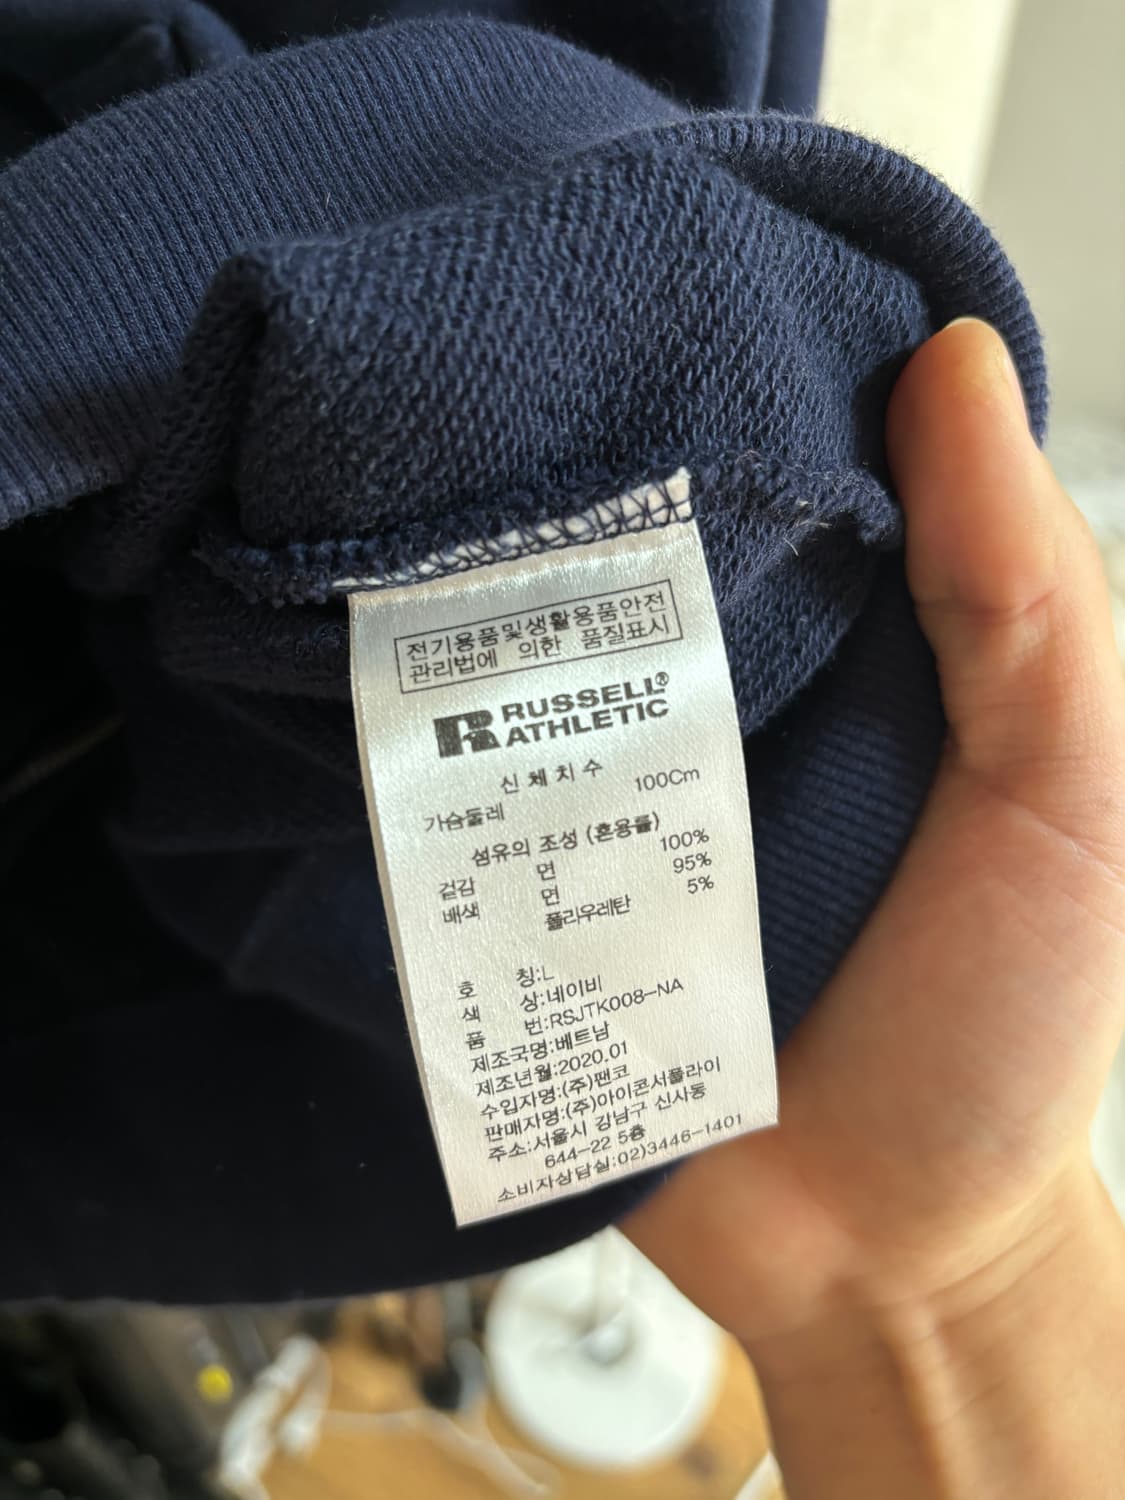 전기용품및생활용품안전
관리법에 의한 품질표시
RUSSELL®
ATHLETIC
신체치수
가슴둘레 100Cm
섬유의 조성 (혼용률)
겉감 면 100%
배색 면 95%
폴리우레탄 5%
호 칭:L
색 상:네이비
품 번:RSJTK008-NA
제조국명:베트남
제조년월:2020.01
수입자명:(주)팬코
판매자명:(주)아이콘서플라이
주소:서울시 강남구 신사동
644-22 5층
소비자상담실:02)3446-1401